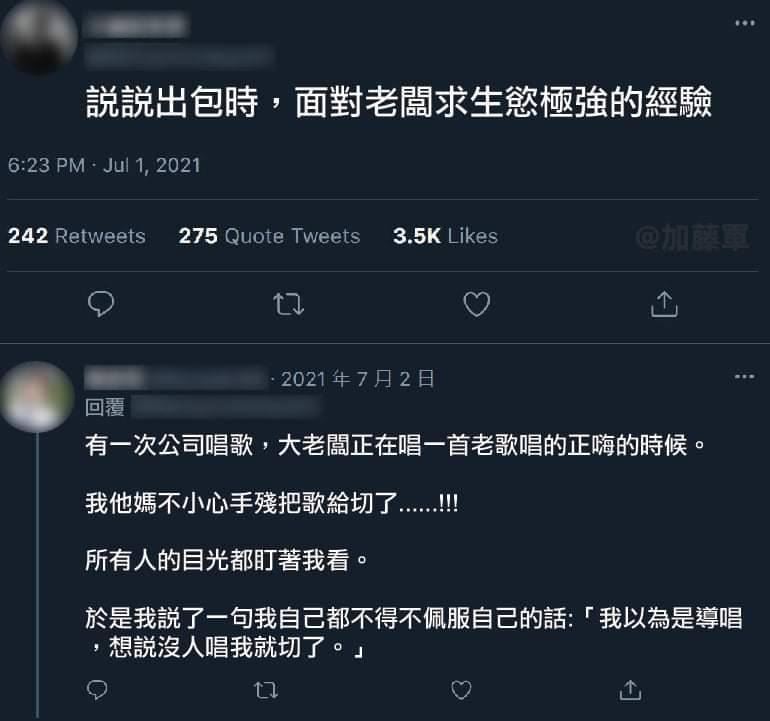 説説出包時，面對老闆求生慾極強的經驗
6:23 PM · Jul 1, 2021
242 Retweets 275 Quote Tweets 3.5K Likes
@加藤軍
· 2021 年 7 月 2 日
回覆
有一次公司唱歌，大老闆正在唱一首老歌唱的正嗨的時候。
我他媽不小心手殘把歌給切了......!!!
所有人的目光都盯著我看。
於是我説了一句我自己都不得不佩服自己的話:「我以為是導唱
，想説沒人唱我就切了。」